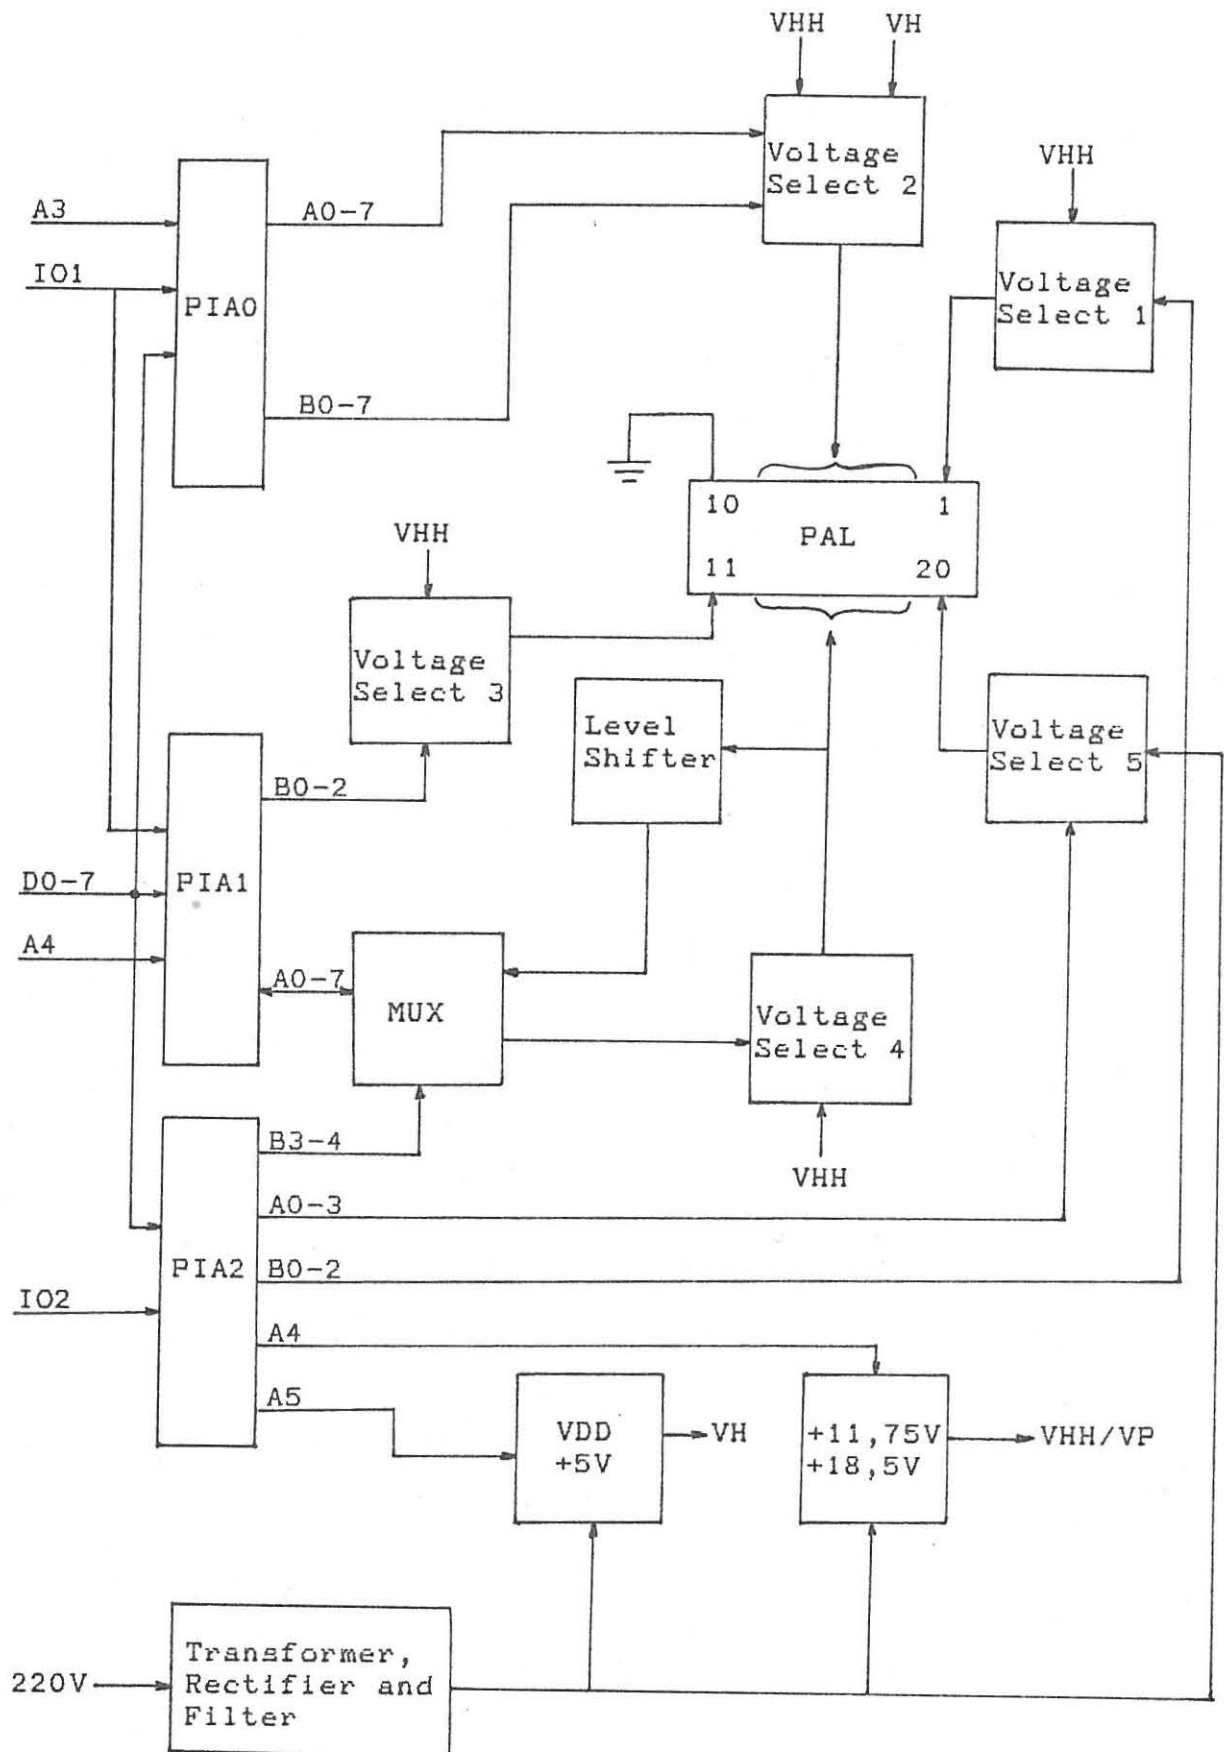 VHH VH
Voltage
Select 2
VHH
A3
A0-7
IO1
PIA0
Voltage
Select 1
B0-7
10 1
PAL
11 20
VHH
Voltage
Select 3
Level
Shifter
Voltage
Select 5
B0-2
D0-7
PIA1
A4
A0-7
MUX
Voltage
Select 4
B3-4
VHH
A0-3
PIA2
B0-2
IO2
A4
A5
VDD
+5V
VH
+11,75V
+18,5V
VHH/VP
Transformer,
Rectifier and
Filter
220V